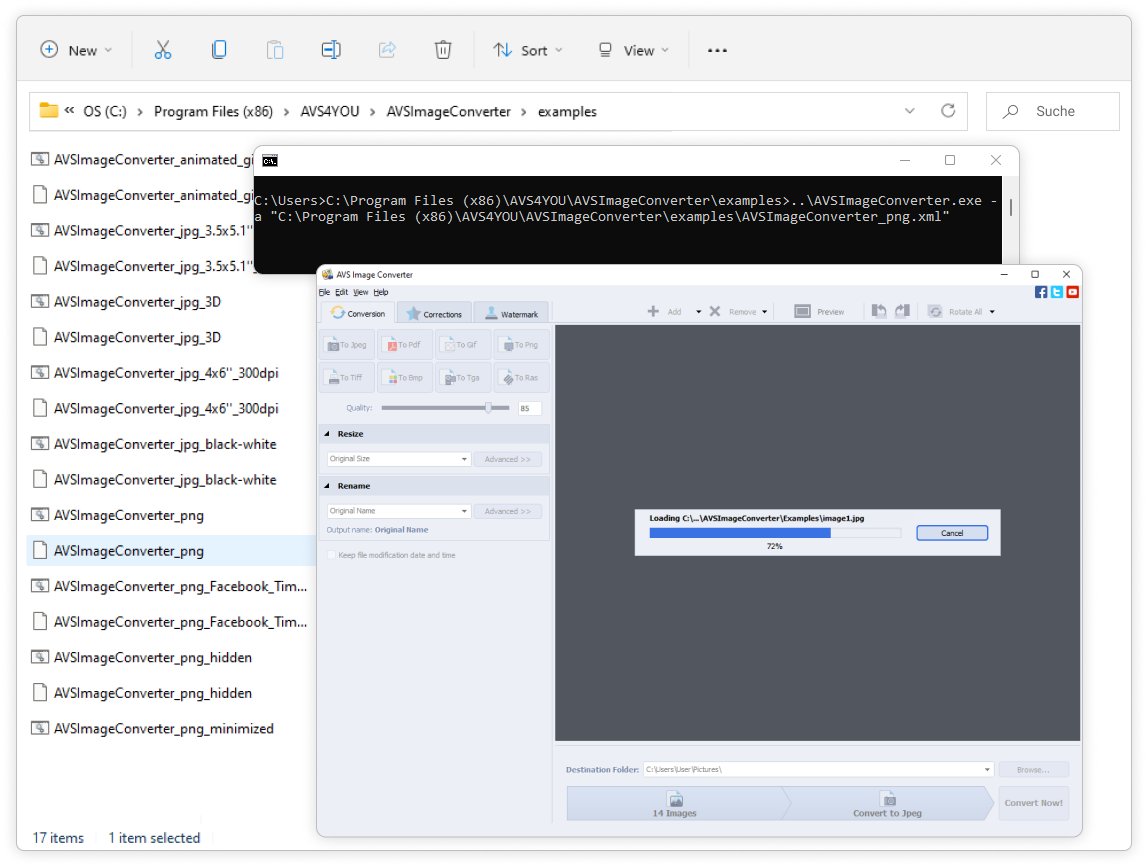 New
Sort
View
OS (C:) Program Files (x86) AVS4YOU AVSImageConverter examples
Suche
AVSImageConverter_animated_gi
AVSImageConverter_animated_gi
AVSImageConverter_jpg_3.5x5.1''
AVSImageConverter_jpg_3.5x5.1''
AVSImageConverter_jpg_3D
AVSImageConverter_jpg_3D
AVSImageConverter_jpg_4x6''_300dpi
AVSImageConverter_jpg_4x6''_300dpi
AVSImageConverter_jpg_black-white
AVSImageConverter_jpg_black-white
AVSImageConverter_png
AVSImageConverter_png
AVSImageConverter_png_Facebook_Tim...
AVSImageConverter_png_Facebook_Tim...
AVSImageConverter_png_hidden
AVSImageConverter_png_hidden
AVSImageConverter_png_minimized
17 items 1 item selected
C:\Users>C:\Program Files (x86)\AVS4YOU\AVSImageConverter\examples>..\AVSImageConverter.exe -
a "C:\Program Files (x86)\AVS4YOU\AVSImageConverter\examples\AVSImageConverter_png.xml"
AVS Image Converter
File Edit View Help
Conversion Corrections Watermark
Add Remove Preview Rotate All
To Jpeg To Pdf To Gif To Png
To Tiff To Bmp To Tga To Ras
Quality: 85
Resize
Original Size Advanced >>
Rename
Original Name Advanced >>
Output name: Original Name
Keep file modification date and time
Loading C:\...\AVSImageConverter\Examples\image1.jpg
72%
Cancel
Destination Folder: C:\Users\User\Pictures\ Browse...
14 Images Convert to Jpeg Convert Now!